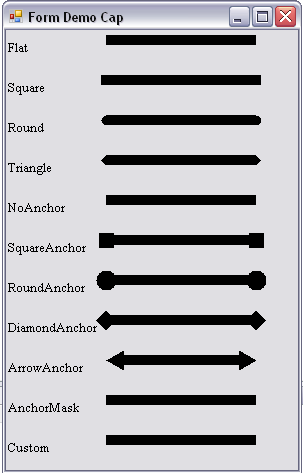 Form Demo Cap
Flat
Square
Round
Triangle
NoAnchor
SquareAnchor
RoundAnchor
DiamondAnchor
ArrowAnchor
AnchorMask
Custom